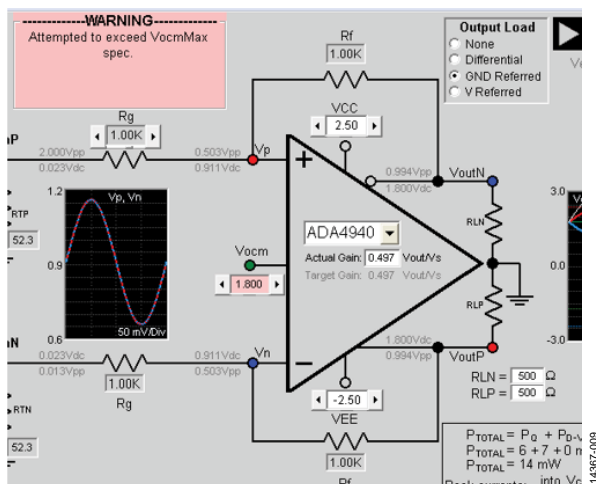 WARNING
Attempted to exceed VocmMax
spec.
Rf
1.00K
Output Load
None
Differential
GND Referred
V Referred
Rg
1.00K
VCC
2.50
aP
2.000Vpp
0.023Vdc
0.503Vpp
0.911Vdc
Vp
+
0.994Vpp
1.800Vdc
VoutN
1.2
Vp, Vn
0.9
0.6
50 mV/Div
RTP
52.3
Vocm
1.800
ADA4940
Actual Gain: 0.497 Vout/Vs
Target Gain: 0.497 Vout/Vs
RLN
RLP
3.0
0.0
-3.0
aN
0.023Vdc
0.013Vpp
1.00K
Rg
0.911Vdc
0.503Vpp
Vn
-2.50
VEE
1.800Vdc
0.994Vpp
VoutP
RLN = 500 Ω
RLP = 500 Ω
RTN
52.3
1.00K
Rf
PTOTAL = PQ + PD-V
PTOTAL = 6 + 7 + 0 m
PTOTAL = 14 mW
into
14367-009